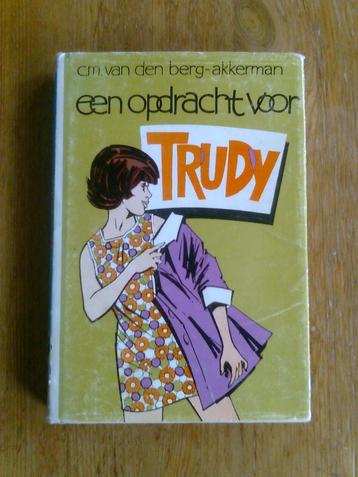 c.m. van den berg-akkerman
een opdracht voor
TRUDY